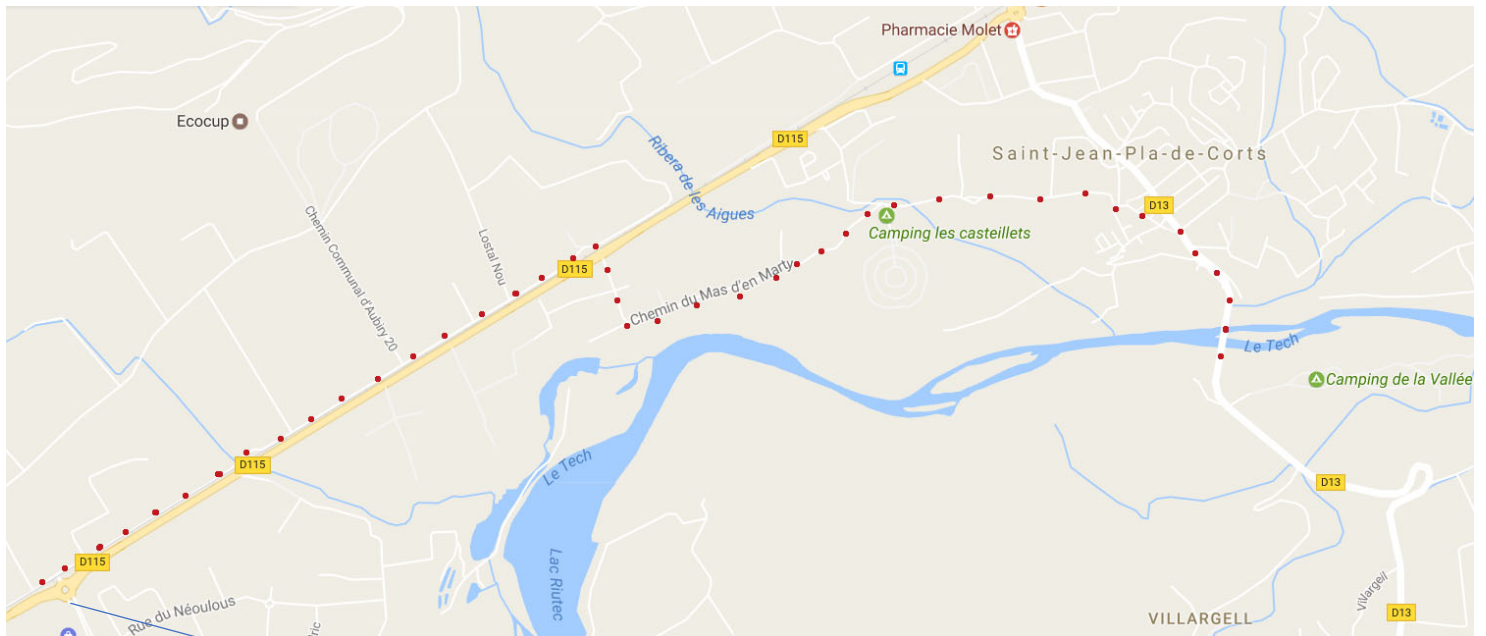 Pharmacie Molet
Ecocup
D115
Ribera de les Aigues
Saint-Jean-Pla-de-Corts
D13
Chemin Communal d'Aubiry 20
Lostal Nou
Camping les casteillets
D115
Chemin du Mas d'en Marty
Le Tech
Camping de la Vallée
D115
Le Tech
D13
D115
Lac Riutec
Rue du Néoulous
ric
Vilargeil
VILLARGELL
D13